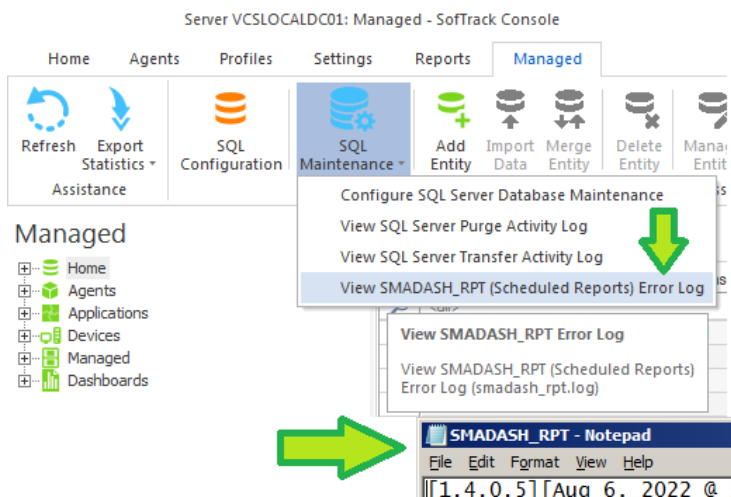 Server VCSLOCALDC01: Managed - SofTrack Console
Home Agents Profiles Settings Reports Managed
Refresh Export Statistics SQL Configuration SQL Maintenance Add Entity Import Data Merge Entity Delete Entity
Assistance
Configure SQL Server Database Maintenance
View SQL Server Purge Activity Log
View SQL Server Transfer Activity Log
View SMADASH_RPT (Scheduled Reports) Error Log
Managed
Home
Agents
Applications
Devices
Managed
Dashboards
View SMADASH_RPT Error Log
View SMADASH_RPT (Scheduled Reports)
Error Log (smadash_rpt.log)
SMADASH_RPT - Notepad
File Edit Format View Help
[1.4.0.5][Aug 6, 2022 @